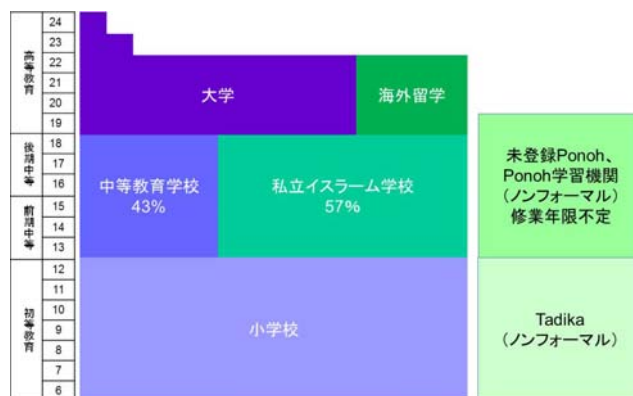 高等教育
24
23
22
21
20
19
後期中等
18
17
16
前期中等
15
14
13
初等教育
12
11
10
9
8
7
6
大学
海外留学
中等教育学校
43%
私立イスラーム学校
57%
小学校
未登録Ponoh、
Ponoh学習機関
（ノンフォーマル）
修業年限不定
Tadika
（ノンフォーマル）